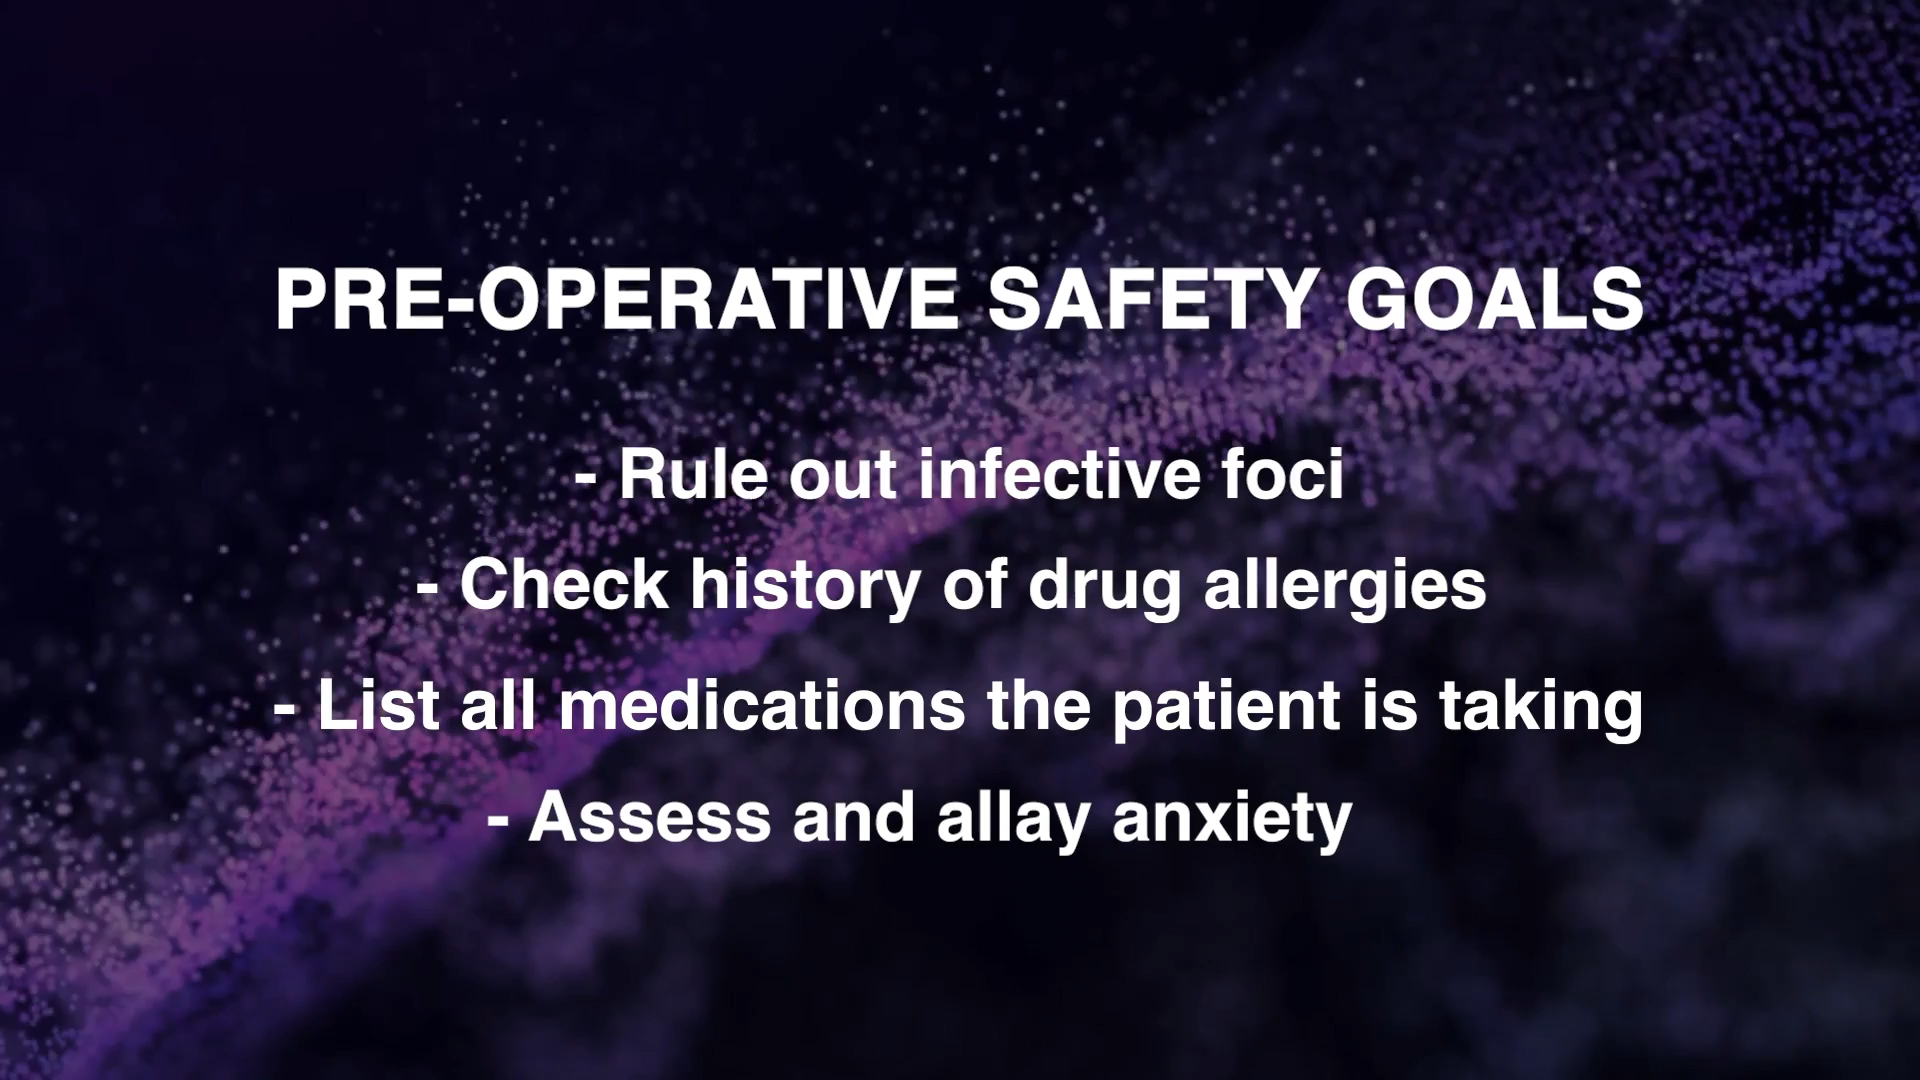 PRE-OPERATIVE SAFETY GOALS
- Rule out infective foci
- Check history of drug allergies
- List all medications the patient is taking
- Assess and allay anxiety